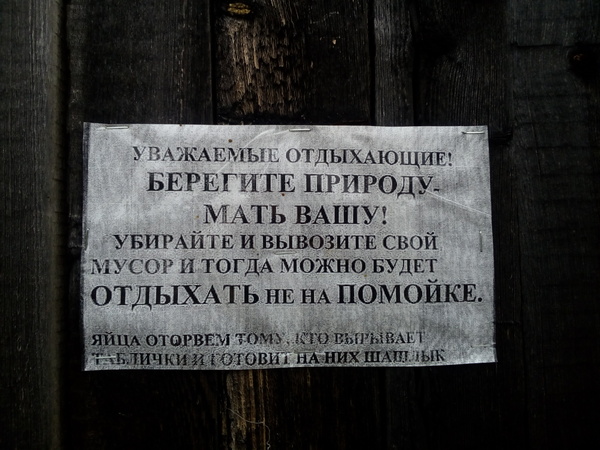 УВАЖАЕМЫЕ ОТДЫХАЮЩИЕ!
БЕРЕГИТЕ ПРИРОДУ-
МАТЬ ВАШУ!
УБИРАЙТЕ И ВЫВОЗИТЕ СВОЙ
МУСОР И ТОГДА МОЖНО БУДЕТ
ОТДЫХАТЬ НЕ НА ПОМОЙКЕ.
ЯЙЦА ОТОРВЕМ ТОМУ, КТО ВЫРЫВАЕТ
ТАБЛИЧКИ И ГОТОВИТ НА НИХ ШАШЛЫК